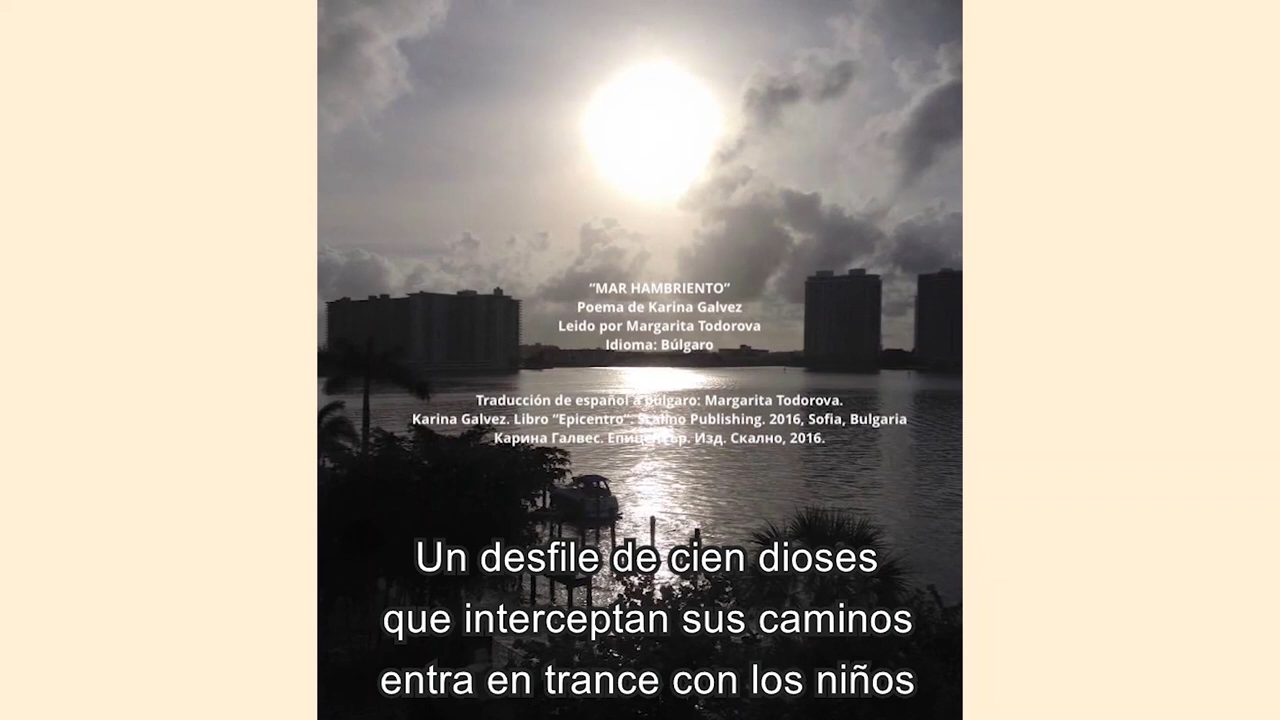 “MAR HAMBRIENTO”
Poema de Karina Galvez
Leido por Margarita Todorova
Idioma: Búlgaro
Traducción de español a búlgaro: Margarita Todorova.
Karina Galvez. Libro “Epicentro”. Scalino Publishing. 2016, Sofia, Bulgaria
Карина Галвес. Епицентър. Изд. Скално, 2016.
Un desfile de cien dioses
que interceptan sus caminos
entra en trance con los niños